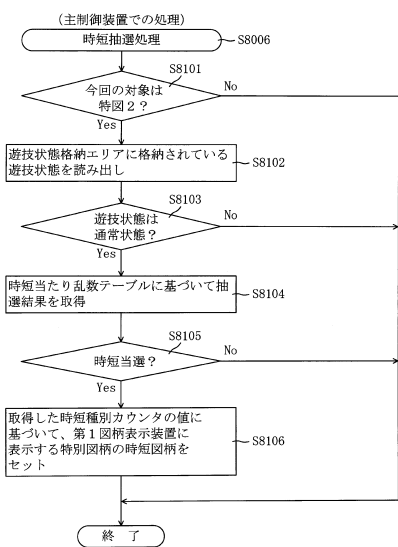 (主制御装置での処理)
時短抽選処理
S8006
S8101
今回の対象は
特図2?
No
Yes
遊技状態格納エリアに格納されている
遊技状態を読み出し
S8102
S8103
遊技状態は
通常状態?
No
Yes
時短当たり乱数テーブルに基づいて抽
選結果を取得
S8104
S8105
時短当選?
No
Yes
取得した時短種別カウンタの値に
基づいて、第1図柄表示装置に
表示する特別図柄の時短図柄を
セット
S8106
終 了